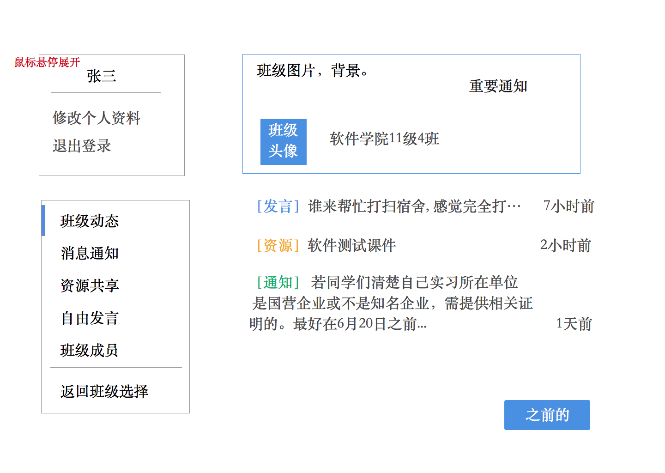 鼠标悬停展开
张三
修改个人资料
退出登录
班级动态
消息通知
资源共享
自由发言
班级成员
返回班级选择
班级图片，背景。
重要通知
班级
头像
软件学院11级4班
[发言] 谁来帮忙打扫宿舍, 感觉完全打… 7小时前
[资源] 软件测试课件 2小时前
[通知] 若同学们清楚自己实习所在单位
是国营企业或不是知名企业，需提供相关证
明的。最好在6月20日之前... 1天前
之前的